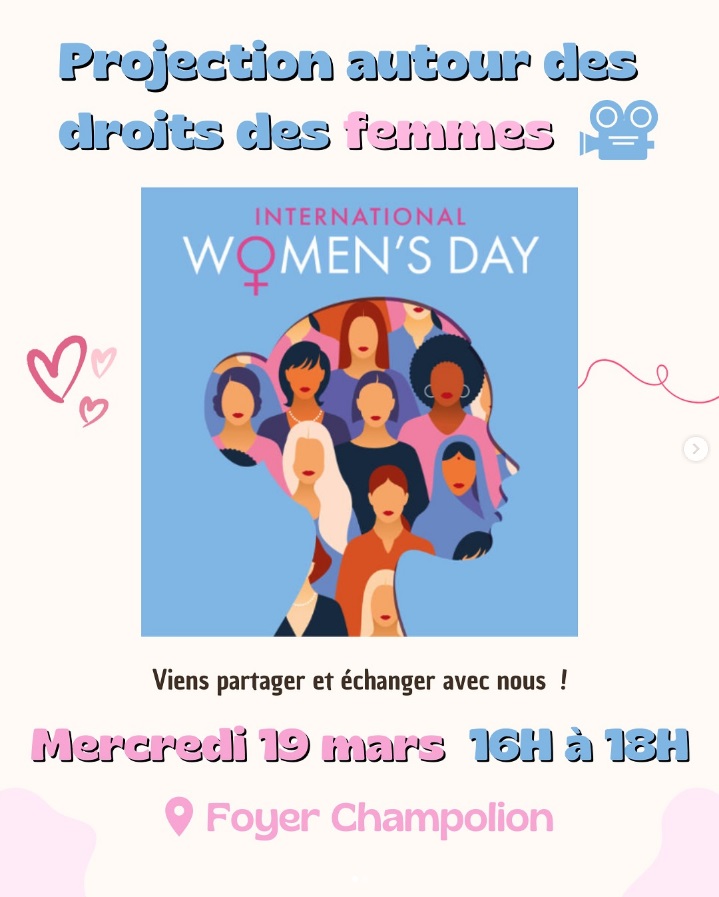 Projection autour des
droits des femmes
INTERNATIONAL
WOMEN'S DAY
Viens partager et échanger avec nous !
Mercredi 19 mars 16H à 18H
Foyer Champolion